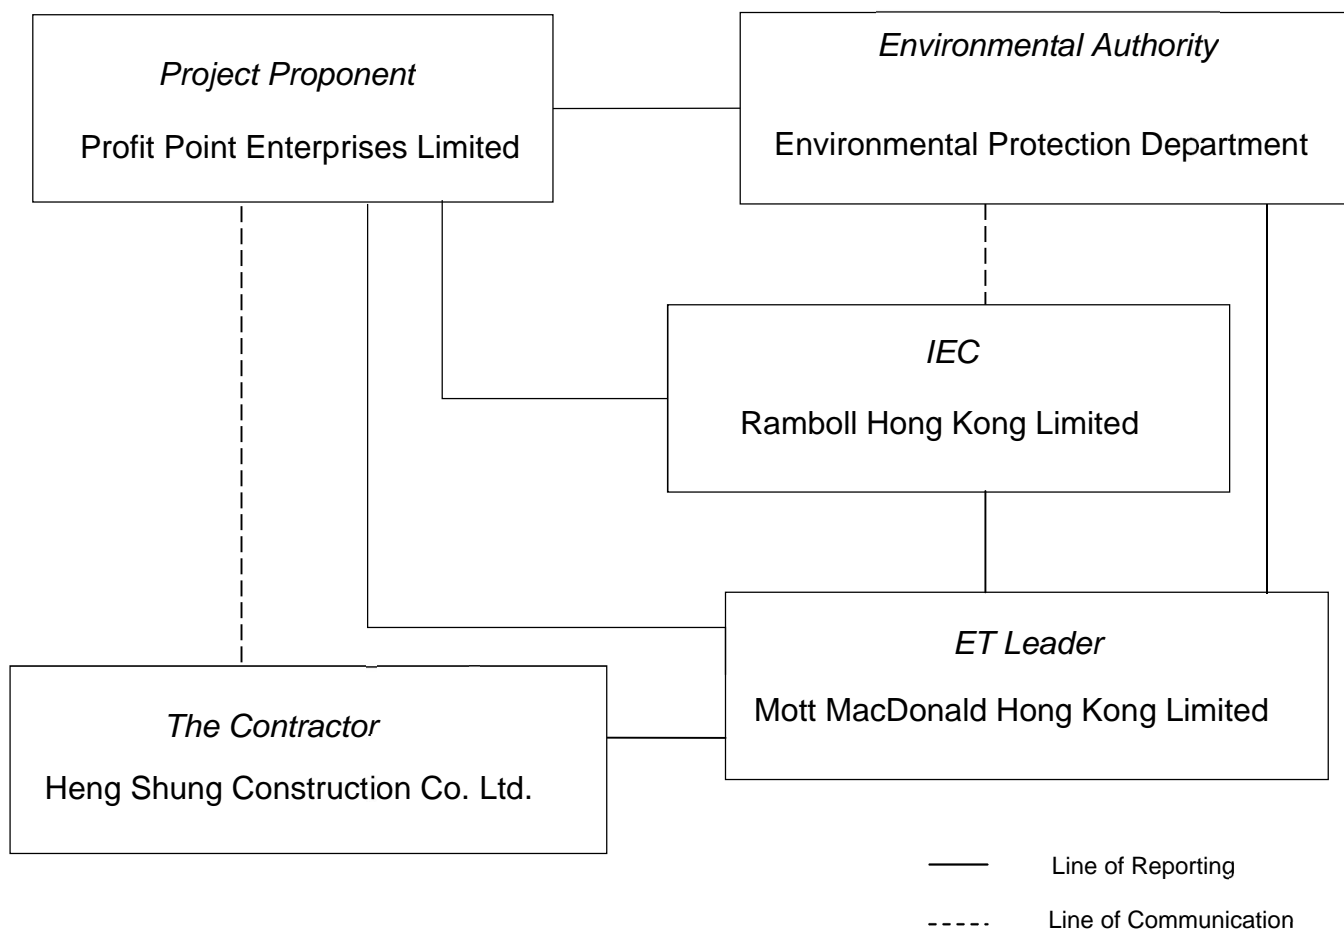 Project Proponent
Profit Point Enterprises Limited
Environmental Authority
Environmental Protection Department
IEC
Ramboll Hong Kong Limited
ET Leader
Mott MacDonald Hong Kong Limited
The Contractor
Heng Shung Construction Co. Ltd.
Line of Reporting
Line of Communication